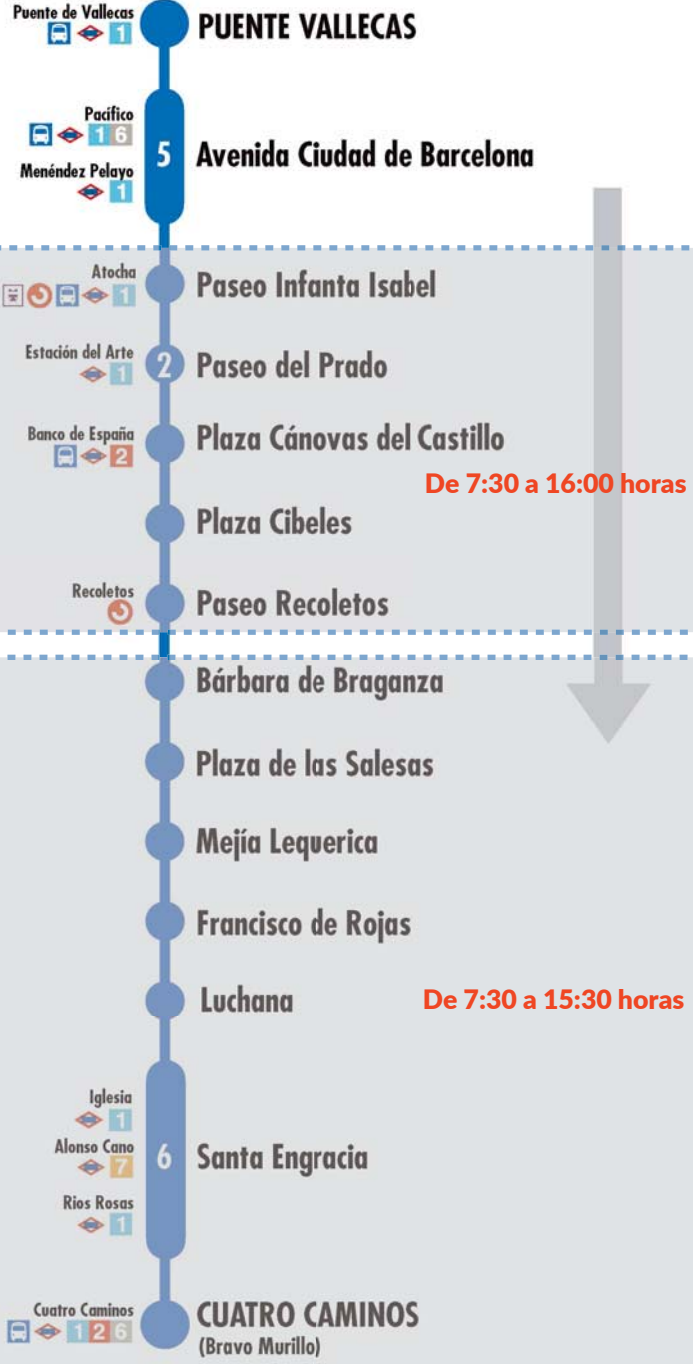 Puente de Vallecas
1
PUENTE VALLECAS
Pacífico
1 6
Menéndez Pelayo
1
5
Avenida Ciudad de Barcelona
Atocha
1
Paseo Infanta Isabel
Estación del Arte
1
2
Paseo del Prado
Banco de España
2
Plaza Cánovas del Castillo
De 7:30 a 16:00 horas
Plaza Cibeles
Recoletos
Paseo Recoletos
Bárbara de Braganza
Plaza de las Salesas
Mejía Lequerica
Francisco de Rojas
Luchana
De 7:30 a 15:30 horas
Iglesia
1
Alonso Cano
7
Rios Rosas
1
6
Santa Engracia
Cuatro Caminos
1 2 6
CUATRO CAMINOS
(Bravo Murillo)